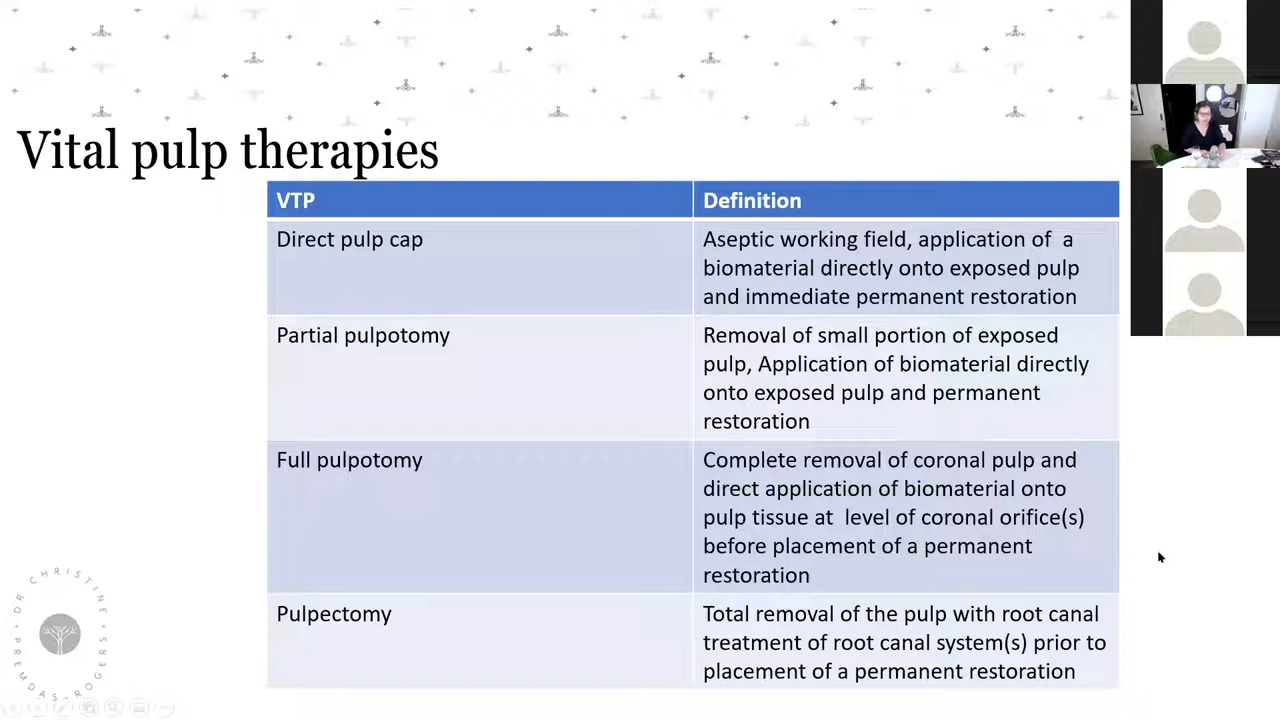 Vital pulp therapies
VTP
Definition
Direct pulp cap
Aseptic working field, application of  a
biomaterial directly onto exposed pulp
and immediate permanent restoration
Partial pulpotomy
Removal of small portion of exposed
pulp, Application of biomaterial directly
onto exposed pulp and permanent
restoration
Full pulpotomy
Complete removal of coronal pulp and
direct application of biomaterial onto
pulp tissue at  level of coronal orifice(s)
before placement of a permanent
restoration
Pulpectomy
Total removal of the pulp with root canal
treatment of root canal system(s) prior to
placement of a permanent restoration
DR CHRISTINE PREMDAS ROGERS